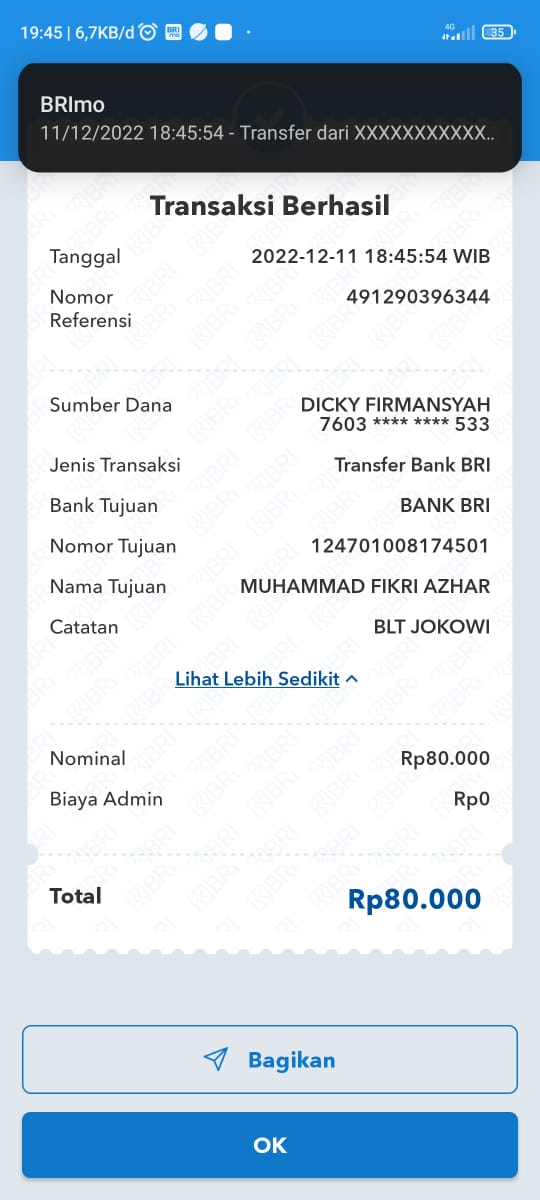 19:45 | 6,7KB/d
BRI
mo
4G
35
BRImo
11/12/2022 18:45:54 - Transfer dari XXXXXXXXXXX..
Transaksi Berhasil
Tanggal 2022-12-11 18:45:54 WIB
Nomor Referensi 491290396344
Sumber Dana DICKY FIRMANSYAH
7603 **** **** 533
Jenis Transaksi Transfer Bank BRI
Bank Tujuan BANK BRI
Nomor Tujuan 124701008174501
Nama Tujuan MUHAMMAD FIKRI AZHAR
Catatan BLT JOKOWI
Lihat Lebih Sedikit
Nominal Rp80.000
Biaya Admin Rp0
Total Rp80.000
Bagikan
OK